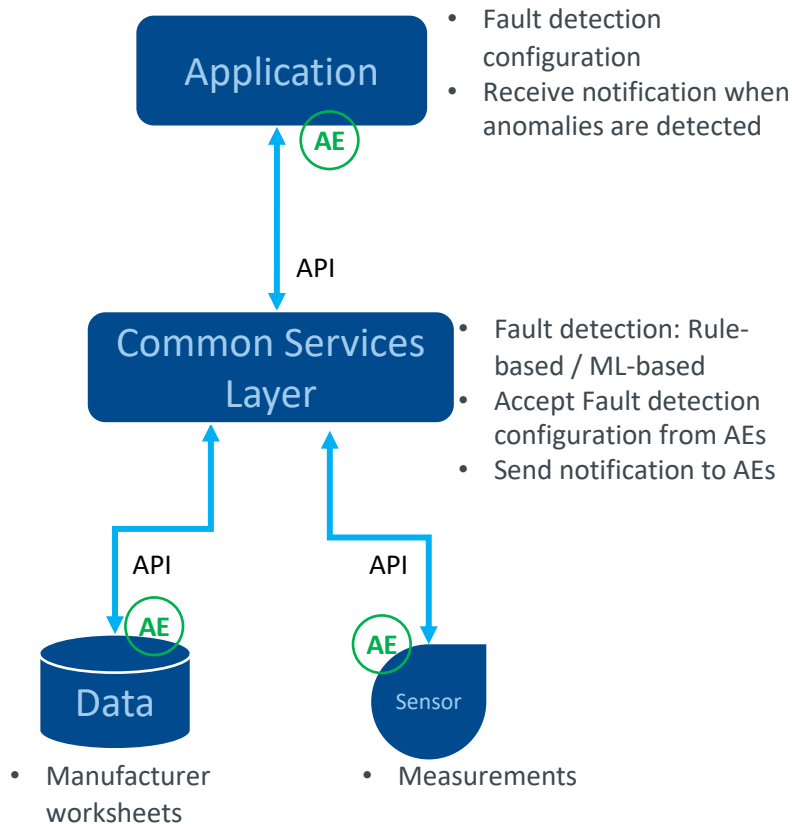 Application
• Fault detection
configuration
• Receive notification when
anomalies are detected
AE
API
Common Services
Layer
• Fault detection: Rule-
based / ML-based
• Accept Fault detection
configuration from AEs
• Send notification to AEs
API
API
AE
AE
Data
Sensor
• Manufacturer
worksheets
• Measurements